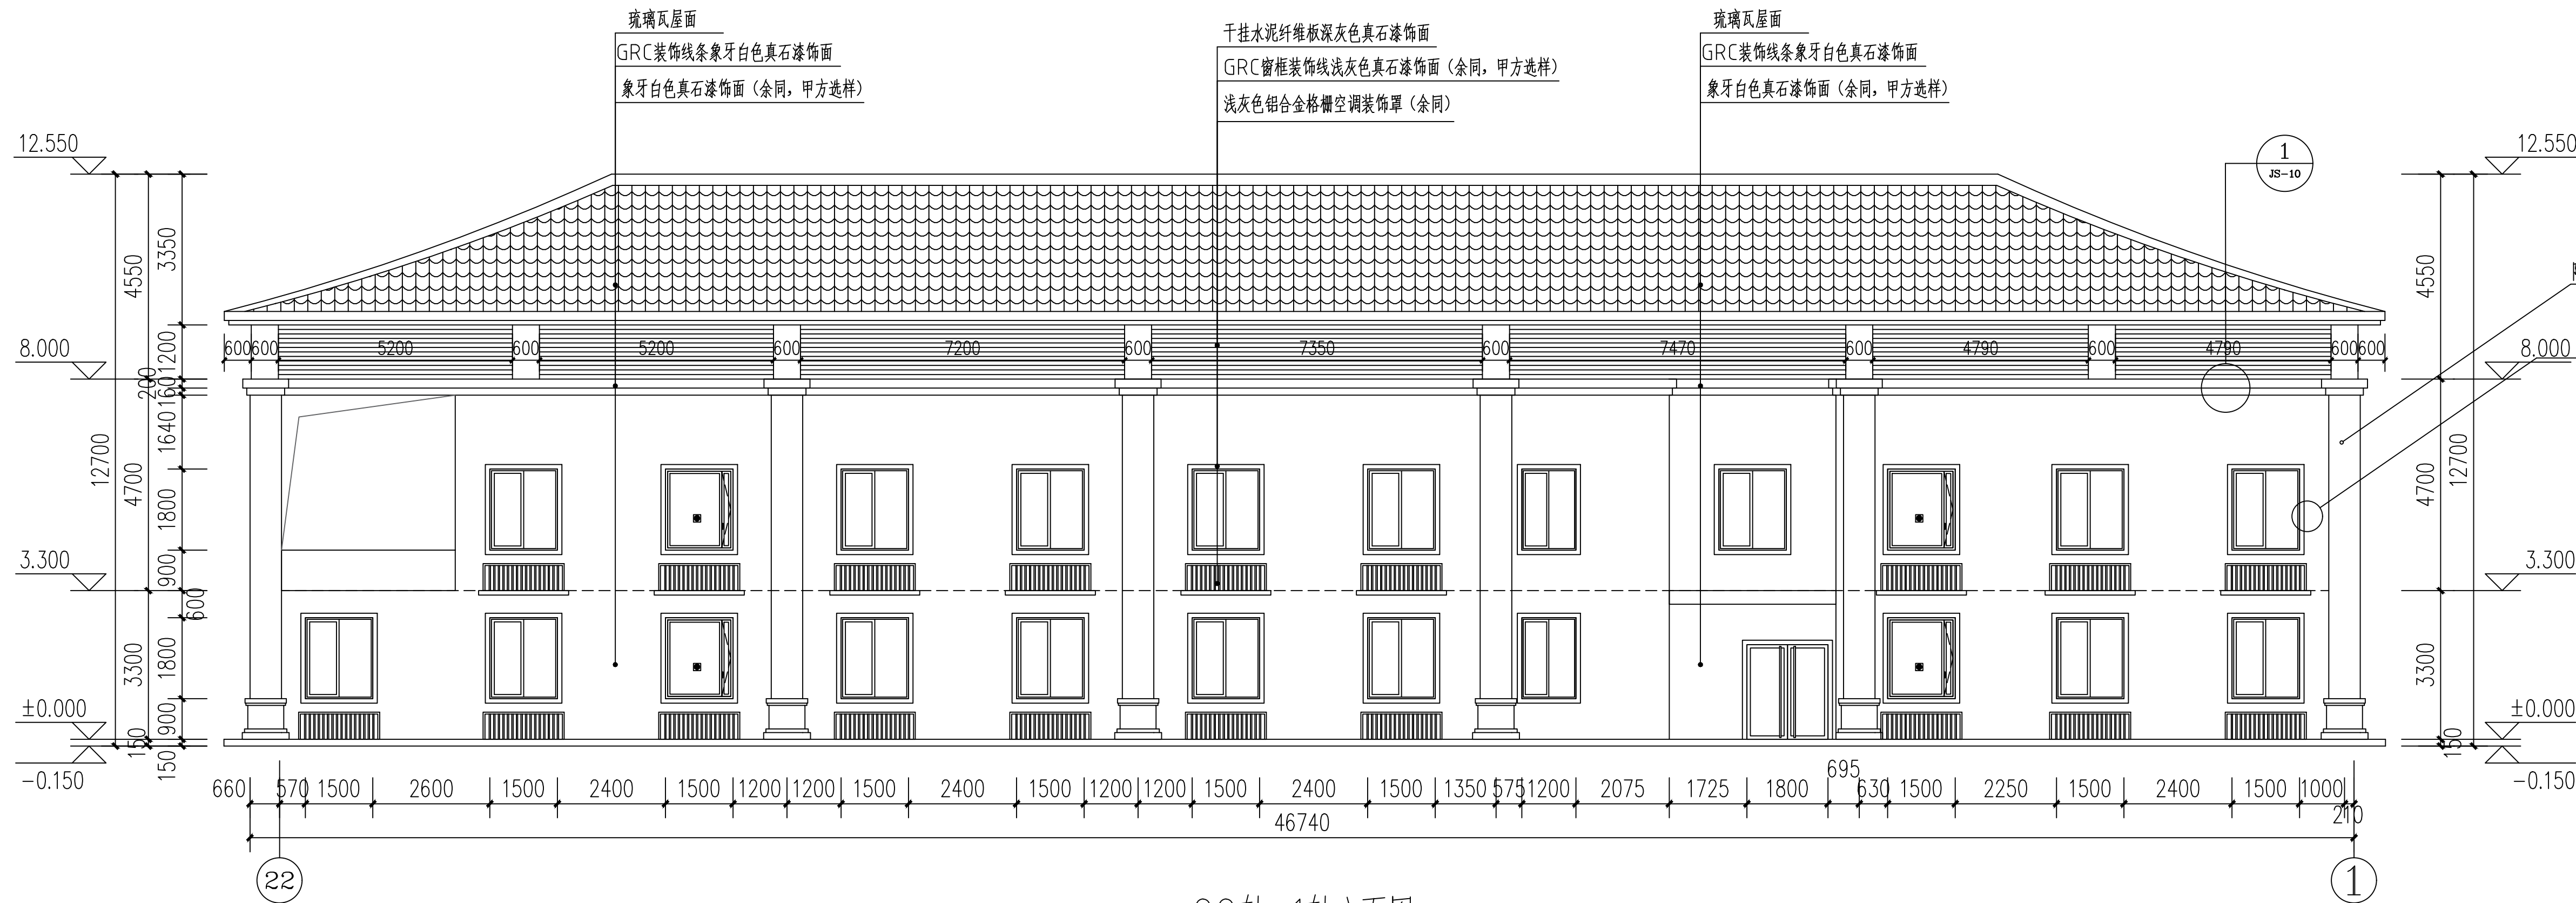 琉璃瓦屋面
GRC装饰线条象牙白色真石漆饰面
象牙白色真石漆饰面（余同，甲方选样）
干挂水泥纤维板深灰色真石漆饰面
GRC窗框装饰线浅灰色真石漆饰面（余同，甲方选样）
浅灰色铝合金格栅空调装饰罩（余同）
琉璃瓦屋面
GRC装饰线条象牙白色真石漆饰面
象牙白色真石漆饰面（余同，甲方选样）
1
JS-10
12.550
8.000
3.300
±0.000
-0.150
12700
4550
4700
3300
150
3350
1200
200
160
1640
1800
900
600
1800
900
150
600 600 5200 600 5200 600 7200 600 7350 600 7470 600 4790 600 4790 600 600
12.550
8.000
3.300
±0.000
-0.150
4550
4700
3300
150
12700
660 570 1500 2600 1500 2400 1500 1200 1200 1500 2400 1500 1200 1200 1500 2400 1500 1350 575 1200 2075 1725 1800 695 630 1500 2250 1500 2400 1500 1000 210
46740
22
1